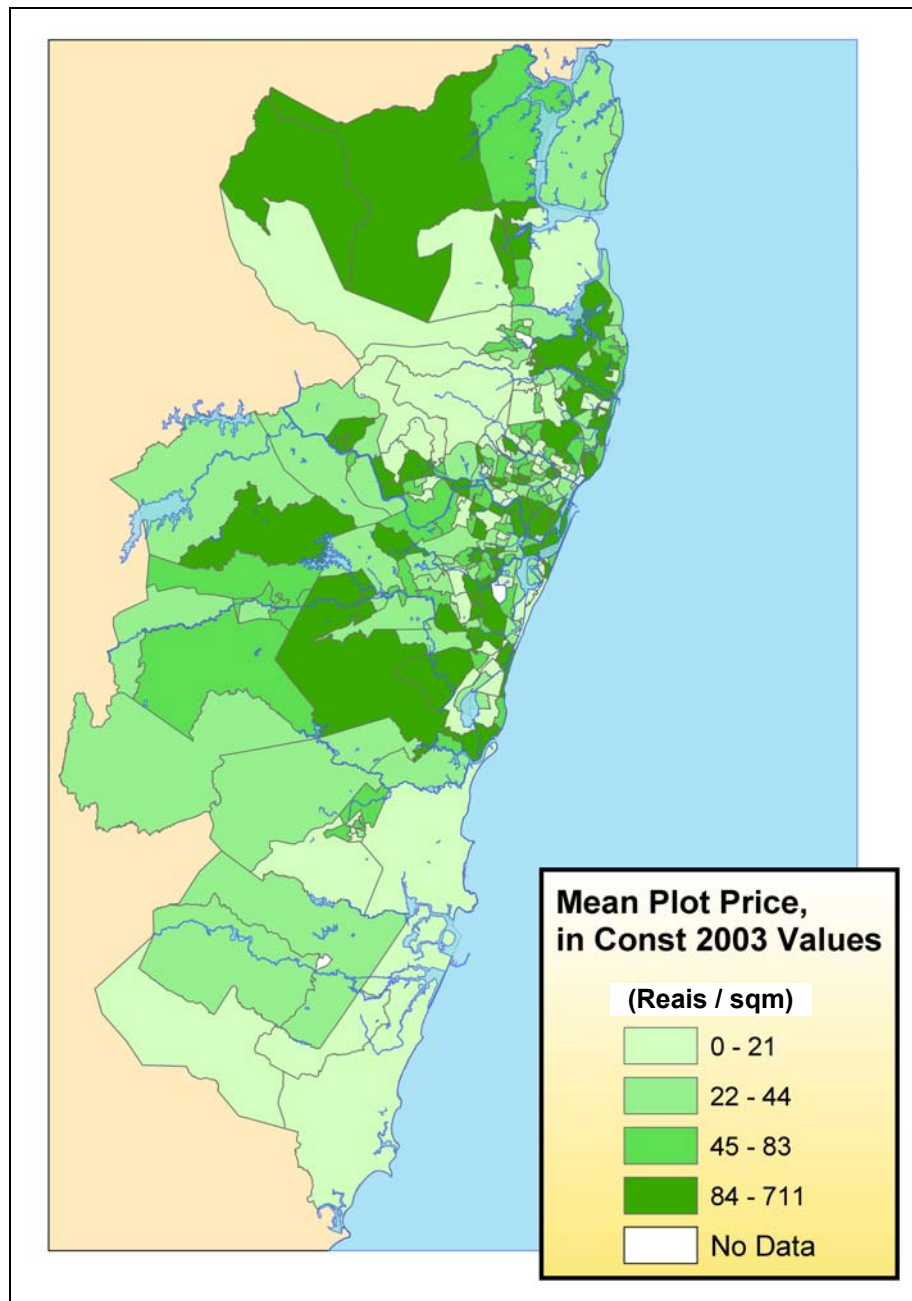 Mean Plot Price,
in Const 2003 Values
(Reais / sqm)
0 - 21
22 - 44
45 - 83
84 - 711
No Data